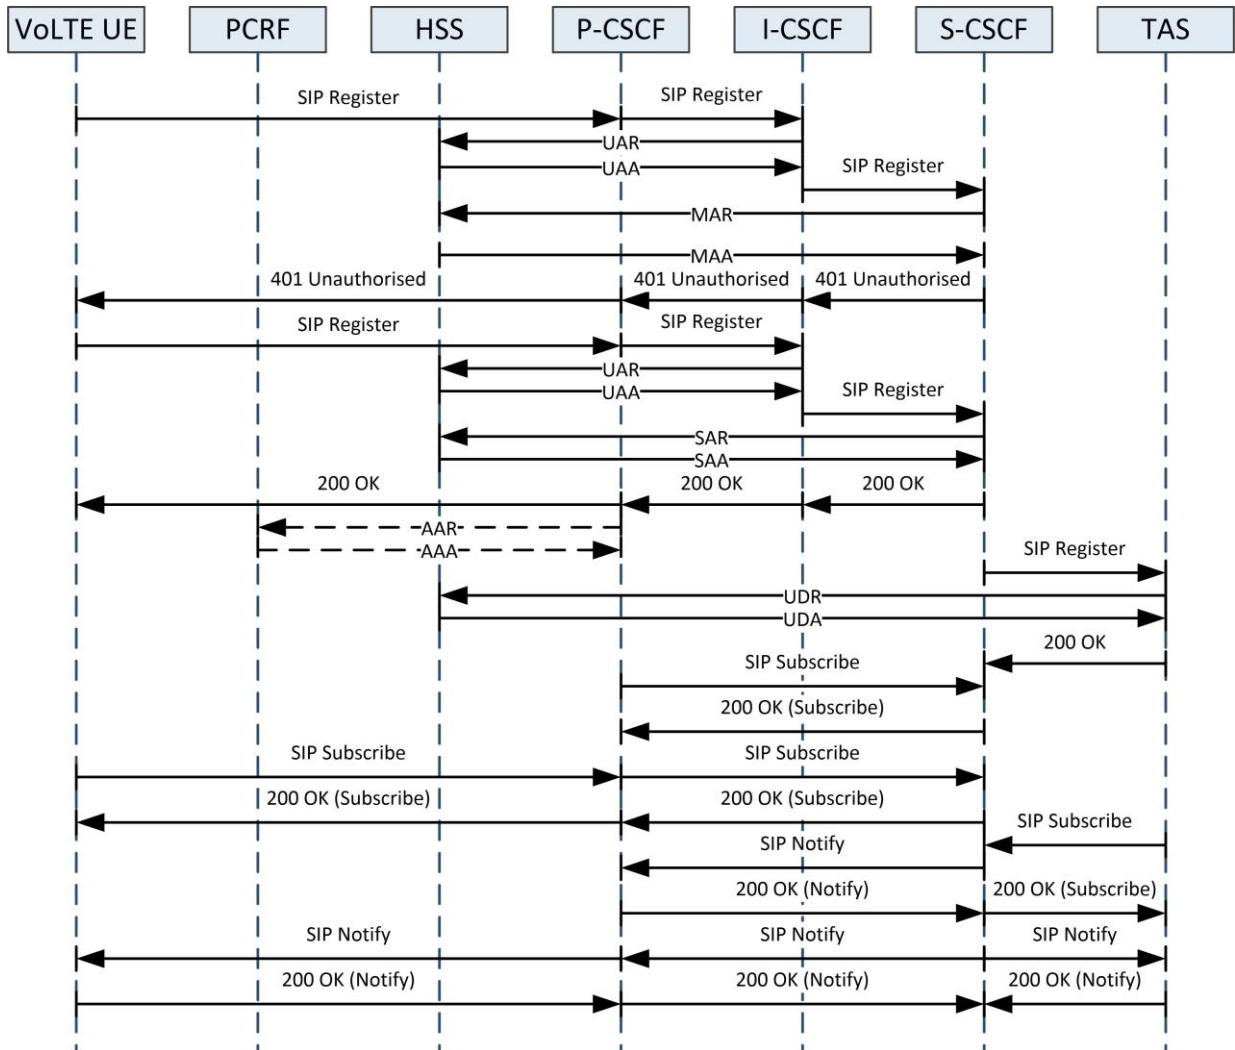 VoLTE UE PCRF HSS P-CSCF I-CSCF S-CSCF TAS
SIP Register SIP Register
UAR
UAA SIP Register
MAR
MAA
401 Unauthorised 401 Unauthorised 401 Unauthorised
SIP Register SIP Register
UAR
UAA SIP Register
SAR
SAA
200 OK 200 OK 200 OK
AAR
AAA
SIP Register
UDR
UDA
200 OK
SIP Subscribe
200 OK (Subscribe)
SIP Subscribe SIP Subscribe
200 OK (Subscribe) 200 OK (Subscribe)
SIP Subscribe
SIP Notify
200 OK (Notify) 200 OK (Subscribe)
SIP Notify SIP Notify SIP Notify
200 OK (Notify) 200 OK (Notify) 200 OK (Notify)